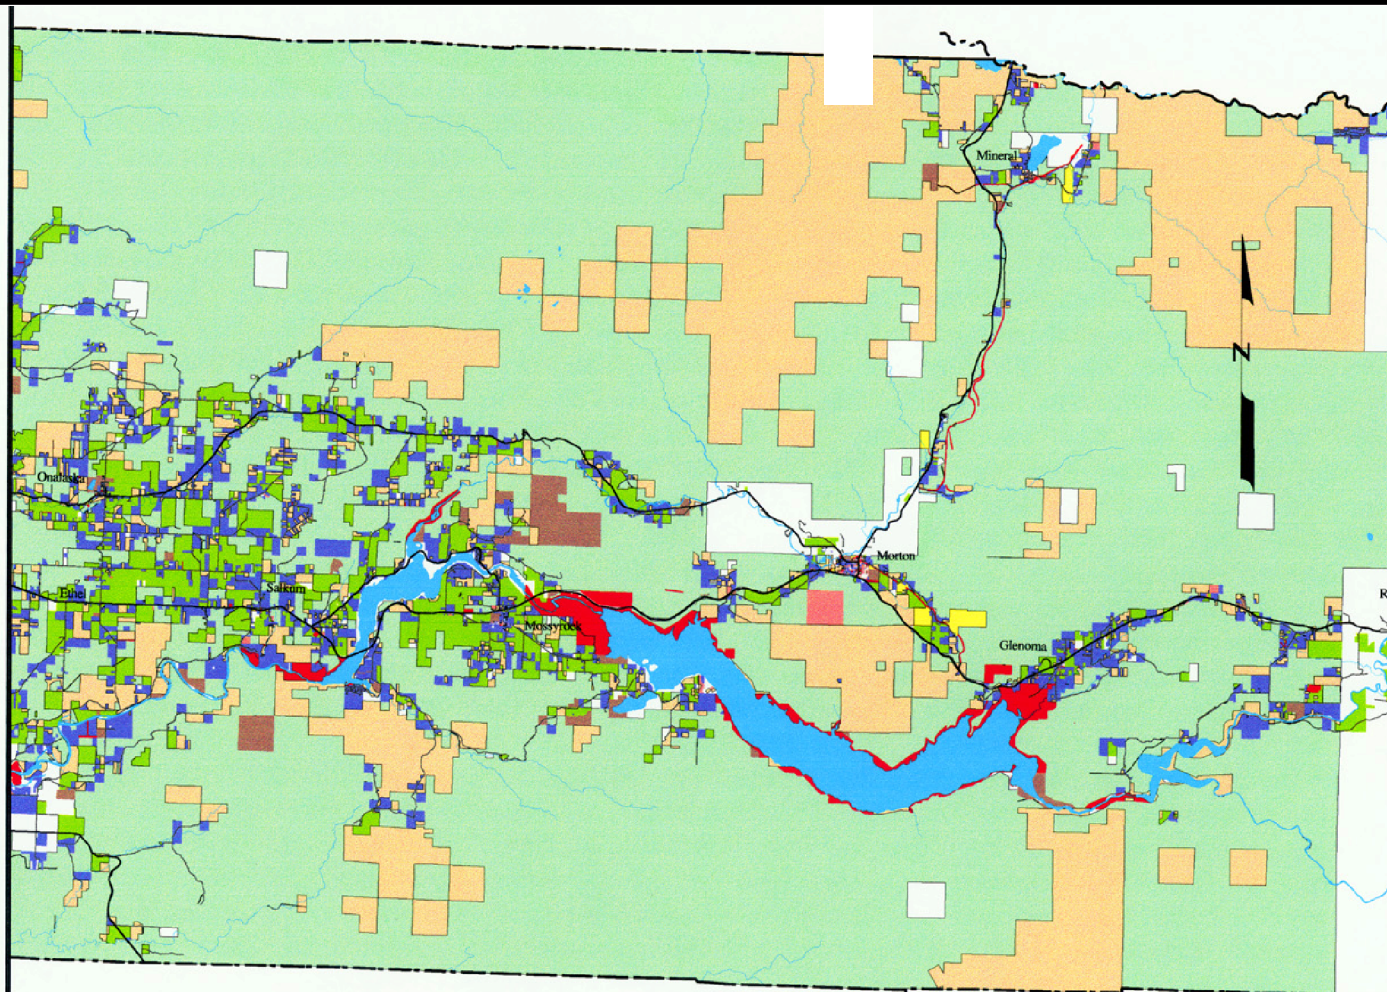 Mineral
N
Onalaska
Morton
Ethel
Salkum
R
Mossyrock
Glenoma